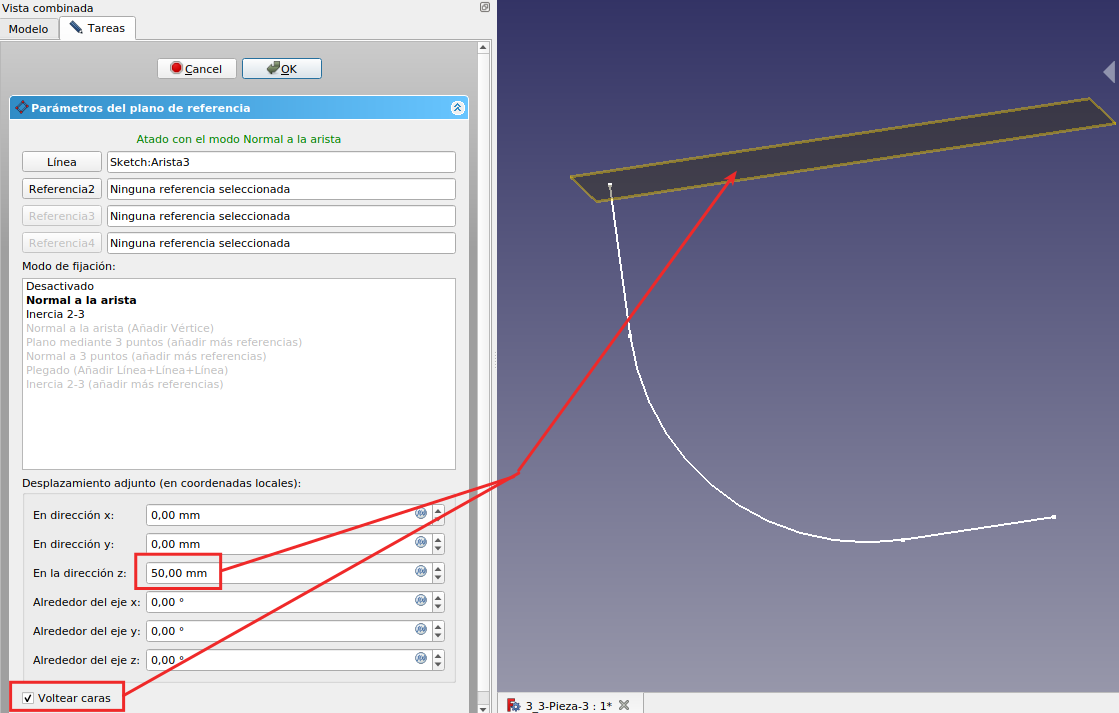 Vista combinada
Modelo
Tareas
Cancel
OK
Parámetros del plano de referencia
Atado con el modo Normal a la arista
Línea
Sketch:Arista3
Referencia2
Ninguna referencia seleccionada
Referencia3
Ninguna referencia seleccionada
Referencia4
Ninguna referencia seleccionada
Modo de fijación:
Desactivado
Normal a la arista
Inercia 2-3
Normal a la arista (Añadir Vértice)
Plano mediante 3 puntos (añadir más referencias)
Normal a 3 puntos (añadir más referencias)
Plegado (Añadir Línea+Línea+Línea)
Inercia 2-3 (añadir más referencias)
Desplazamiento adjunto (en coordenadas locales):
En dirección x:
0,00 mm
En dirección y:
0,00 mm
En la dirección z:
50,00 mm
Alrededor del eje x:
0,00 °
Alrededor del eje y:
0,00 °
Alrededor del eje z:
0,00 °
Voltear caras
3_3-Pieza-3 : 1*